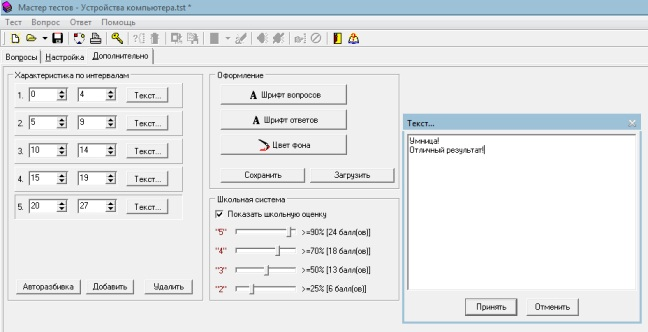 Мастер тестов - Устройства компьютера.tst *
Тест Вопрос Ответ Помощь
Вопросы Настройка Дополнительно
Характеристика по интервалам
1. 0 4 Текст...
2. 5 9 Текст...
3. 10 14 Текст...
4. 15 19 Текст...
5. 20 27 Текст...
Авторазбивка Добавить Удалить
Оформление
A Шрифт вопросов
A Шрифт ответов
Цвет фона
Сохранить Загрузить
Школьная система
Показать школьную оценку
"5" >=90% [24 балл(ов)]
"4" >=70% [18 балл(ов)]
"3" >=50% [13 балл(ов)]
"2" >=25% [6 балл(ов)]
Текст...
Умница!
Отличный результат!
Принять Отменить